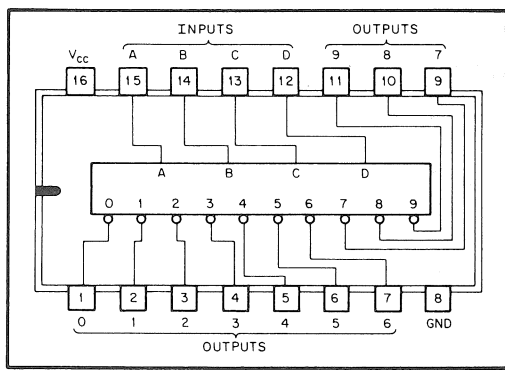 INPUTS OUTPUTS
VCC A B C D 9 8 7
16 15 14 13 12 11 10 9
A B C D
0 1 2 3 4 5 6 7 8 9
1 2 3 4 5 6 7 8
0 1 2 3 4 5 6 GND
OUTPUTS